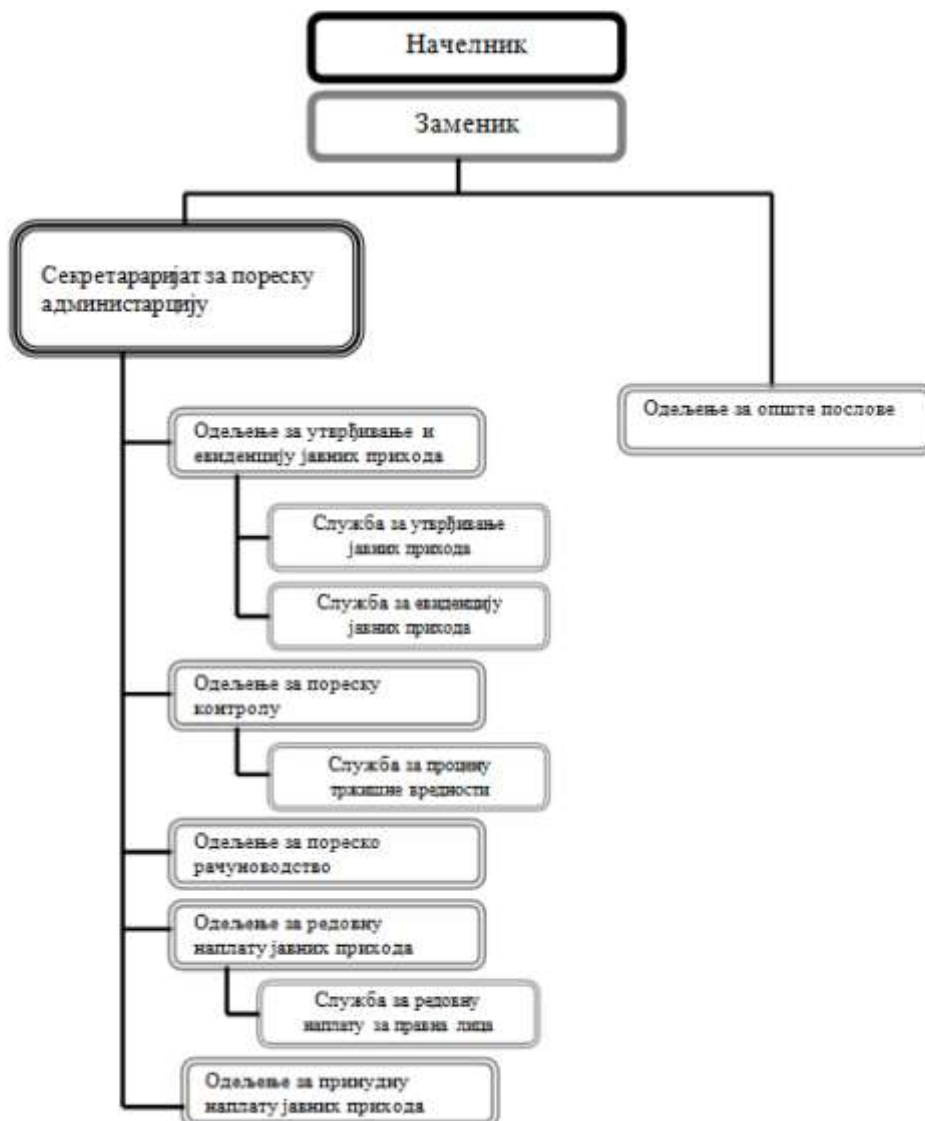 Начелник
Заменик
Секретараријат за пореску
администарцију
Одељење за опште послове
Одељење за утврђивање и
евиденцију јавних прихода
Служба за утврђивање
јавних прихода
Служба за евиденцију
јавних прихода
Одељење за пореску
контролу
Служба за процену
тржишне вредности
Одељење за пореско
рачуноводство
Одељење за редовну
наплату јавних прихода
Служба за редовну
наплату за правна лица
Одељење за принудну
наплату јавних прихода